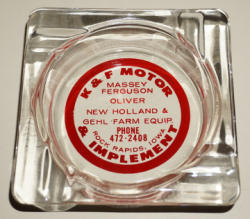 K & F MOTOR
MASSEY
FERGUSON
OLIVER
NEW HOLLAND &
GEHL FARM EQUIP.
PHONE
472-2408
ROCK RAPIDS, IOWA
& IMPLEMENT